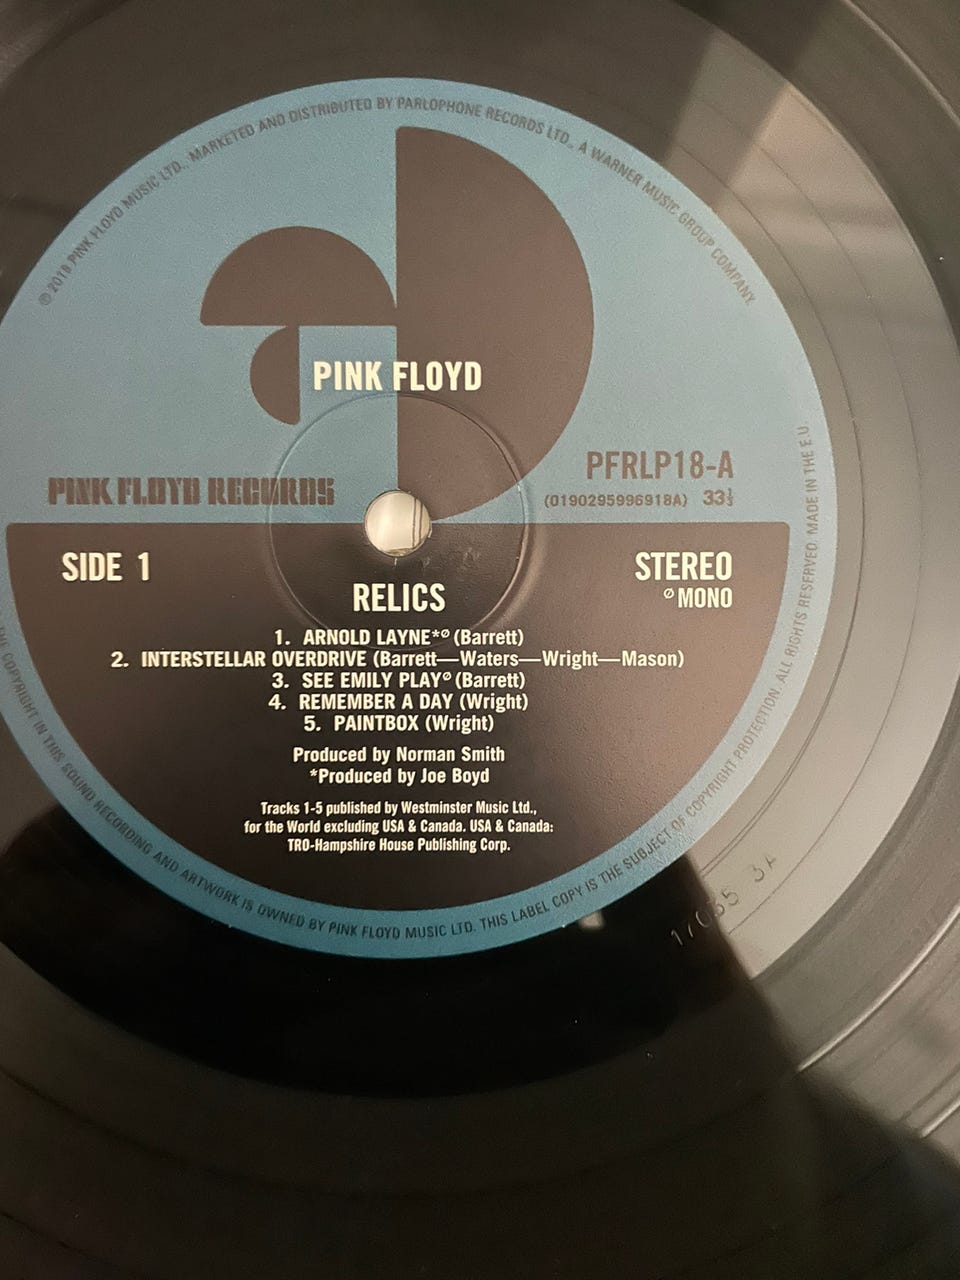 ℗ 2018 PINK FLOYD MUSIC LTD., MARKETED AND DISTRIBUTED BY PARLOPHONE RECORDS LTD., A WARNER MUSIC GROUP COMPANY.
PINK FLOYD
PFRLP18-A
PINK FLOYD RECORDS
(0190295996918A) 33⅓
SIDE 1
STEREO
ø MONO
RELICS
1. ARNOLD LAYNE*ø (Barrett)
2. INTERSTELLAR OVERDRIVE (Barrett—Waters—Wright—Mason)
3. SEE EMILY PLAYø (Barrett)
4. REMEMBER A DAY (Wright)
5. PAINTBOX (Wright)
Produced by Norman Smith
*Produced by Joe Boyd
Tracks 1-5 published by Westminster Music Ltd.,
for the World excluding USA & Canada. USA & Canada:
TRO-Hampshire House Publishing Corp.
THE COPYRIGHT IN THIS SOUND RECORDING AND ARTWORK IS OWNED BY PINK FLOYD MUSIC LTD. THIS LABEL COPY IS THE SUBJECT OF COPYRIGHT PROTECTION. ALL RIGHTS RESERVED. MADE IN THE E.U.
3A